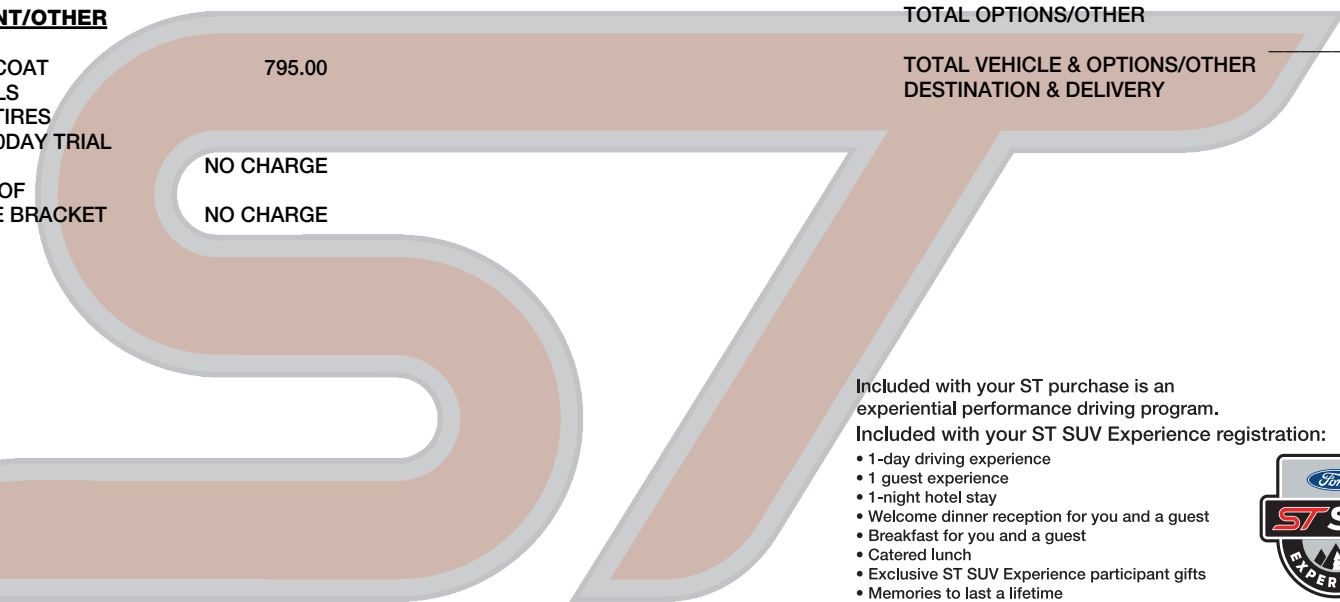 NT/OTHER
COAT 795.00
LS
TIRES
0DAY TRIAL
NO CHARGE
OF
E BRACKET NO CHARGE
TOTAL OPTIONS/OTHER
TOTAL VEHICLE & OPTIONS/OTHER
DESTINATION & DELIVERY
ST
Included with your ST purchase is an
experiential performance driving program.
Included with your ST SUV Experience registration:
• 1-day driving experience
• 1 guest experience
• 1-night hotel stay
• Welcome dinner reception for you and a guest
• Breakfast for you and a guest
• Catered lunch
• Exclusive ST SUV Experience participant gifts
• Memories to last a lifetime
ST S